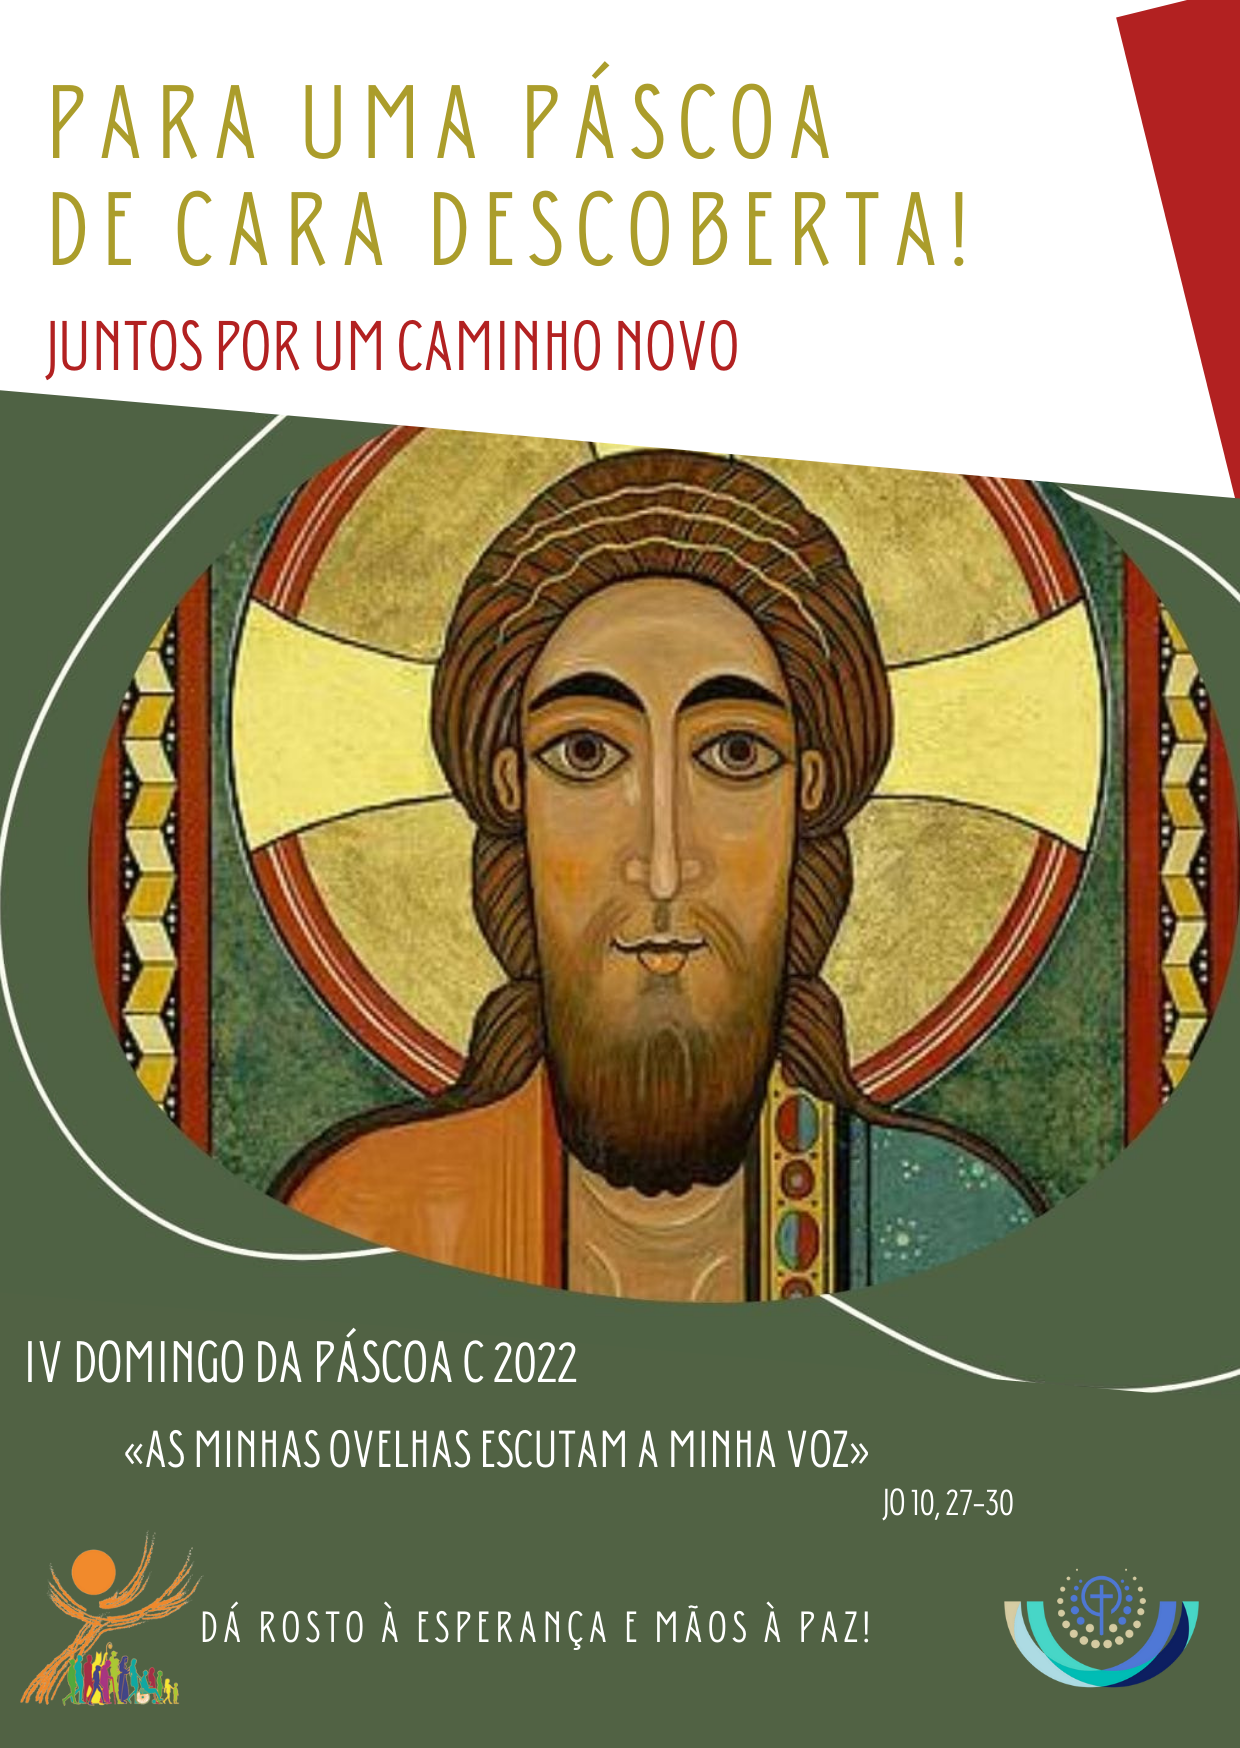 PARA UMA PÁSCOA
DE CARA DESCOBERTA!
JUNTOS POR UM CAMINHO NOVO
IV DOMINGO DA PÁSCOA C 2022
«AS MINHAS OVELHAS ESCUTAM A MINHA VOZ»
JO 10, 27-30
DÁ ROSTO À ESPERANÇA E MÃOS À PAZ!